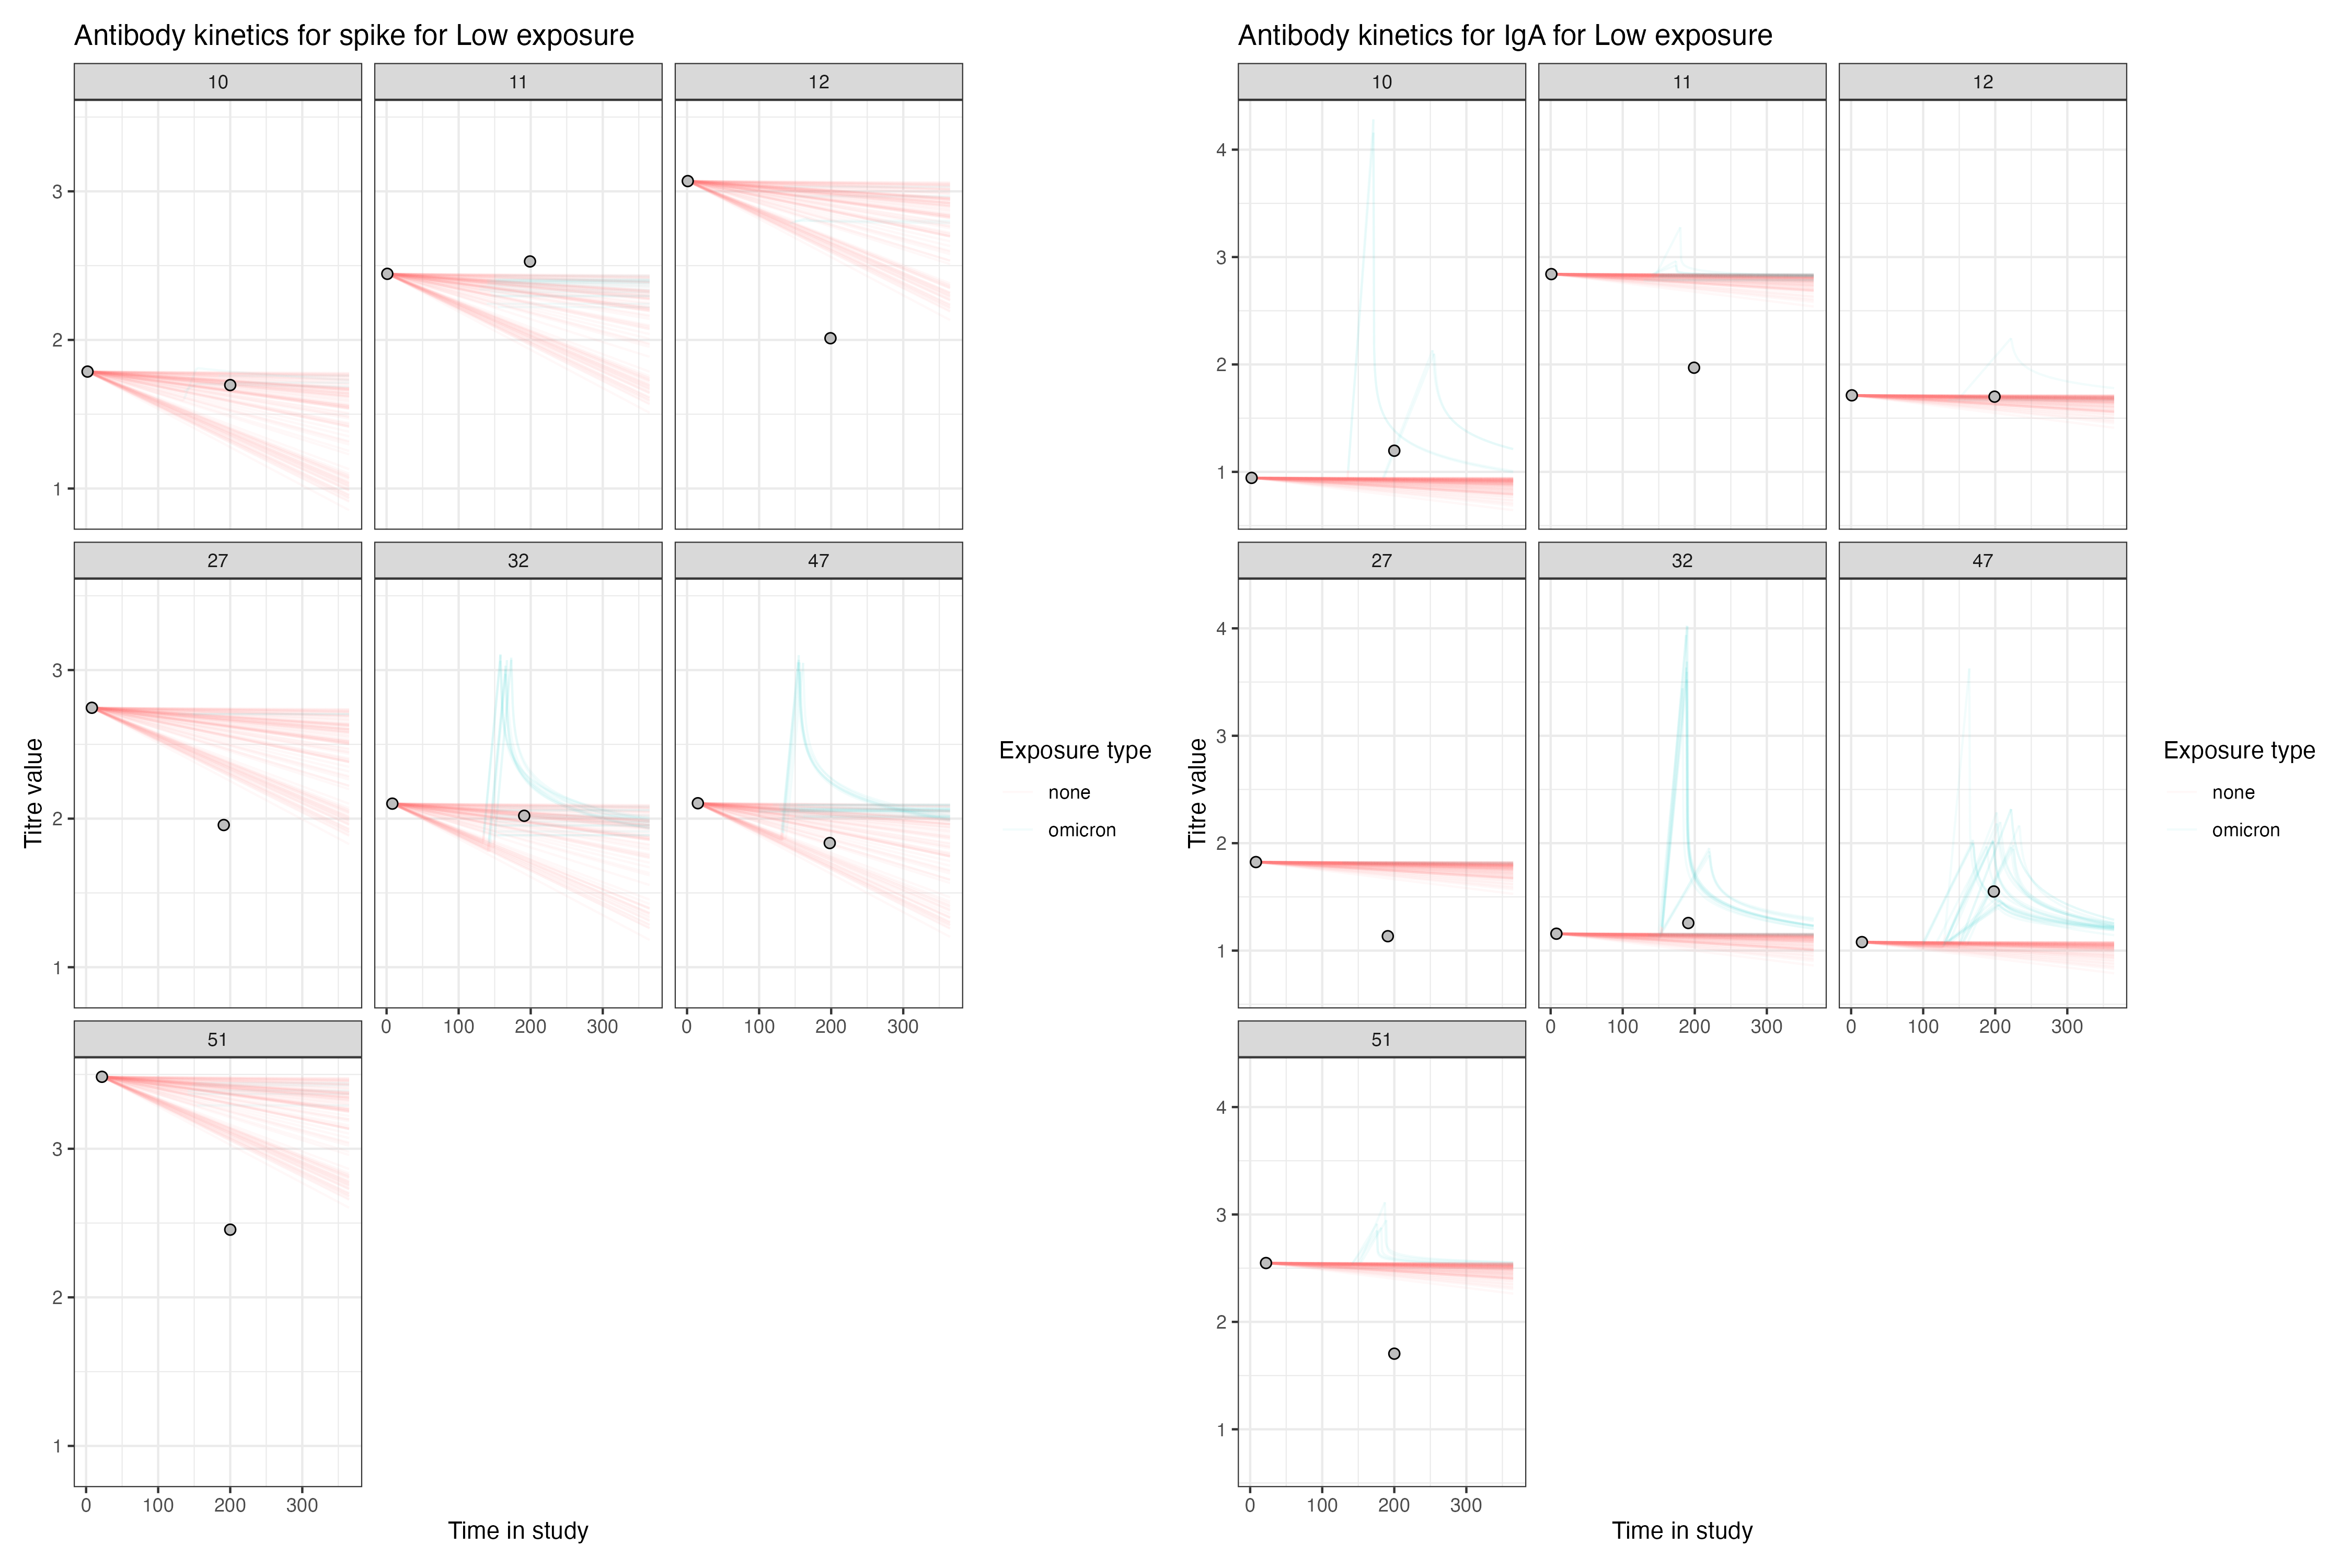 Antibody kinetics for spike for Low exposure
10 11 12
3
2
1
27 32 47
3
2
1
0 100 200 300 0 100 200 300
51
3
2
1
0 100 200 300
Time in study
Titre value
Exposure type
none
omicron
Antibody kinetics for IgA for Low exposure
10 11 12
4
3
2
1
27 32 47
4
3
2
1
0 100 200 300 0 100 200 300
51
4
3
2
1
0 100 200 300
Time in study
Titre value
Exposure type
none
omicron